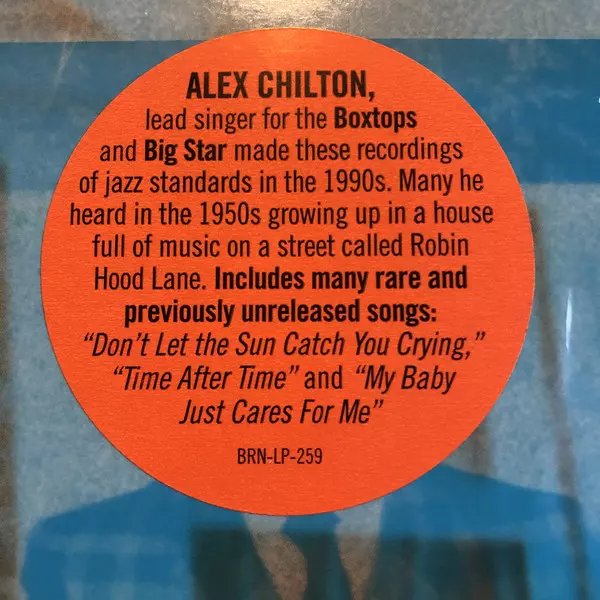 ALEX CHILTON,
lead singer for the Boxtops
and Big Star made these recordings
of jazz standards in the 1990s. Many he
heard in the 1950s growing up in a house
full of music on a street called Robin
Hood Lane. Includes many rare and
previously unreleased songs:
“Don’t Let the Sun Catch You Crying,”
“Time After Time” and “My Baby
Just Cares For Me”
BRN-LP-259